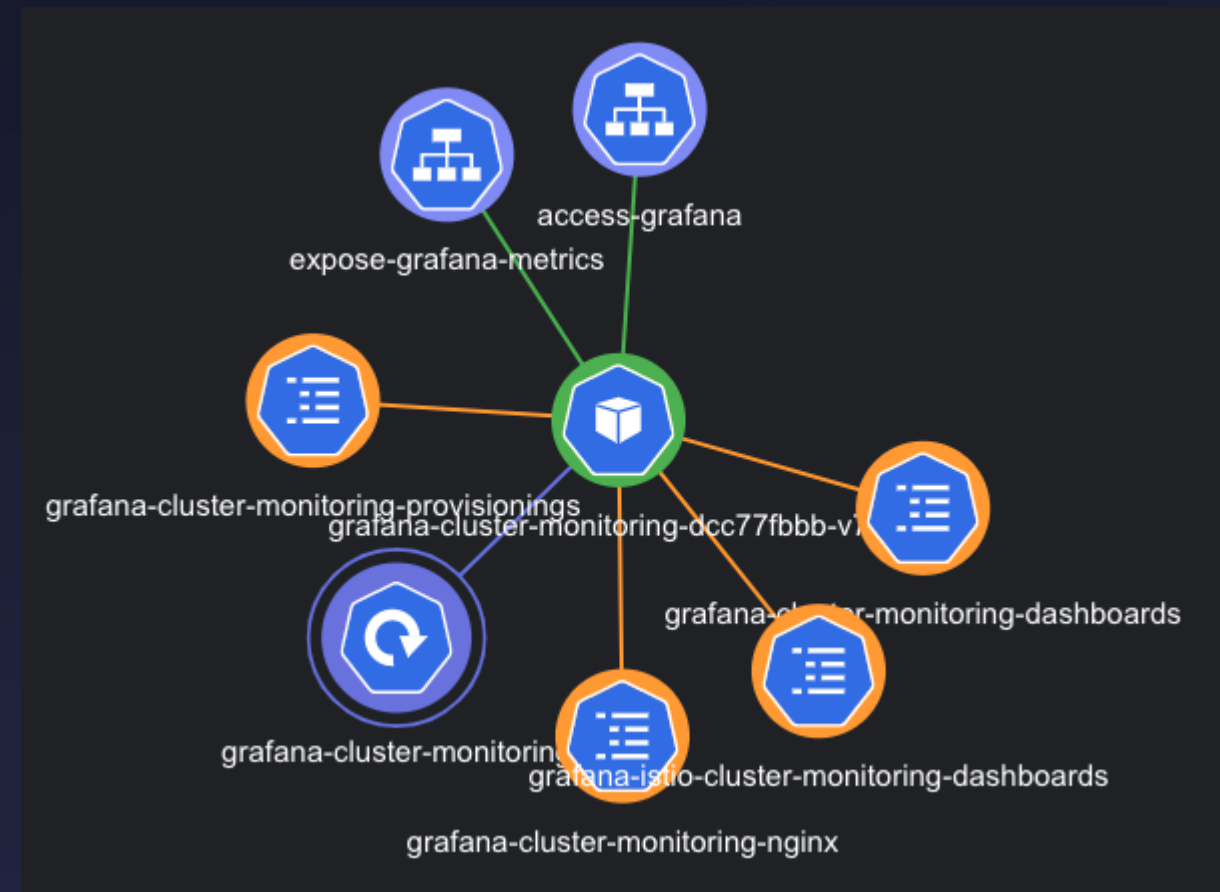 access-grafana
expose-grafana-metrics
grafana-cluster-monitoring-provisionings
grafana-cluster-monitoring-dcc77fbbb-v
grafana-cluster-monitoring-dashboards
grafana-cluster-monitoring
grafana-istio-cluster-monitoring-dashboards
grafana-cluster-monitoring-nginx